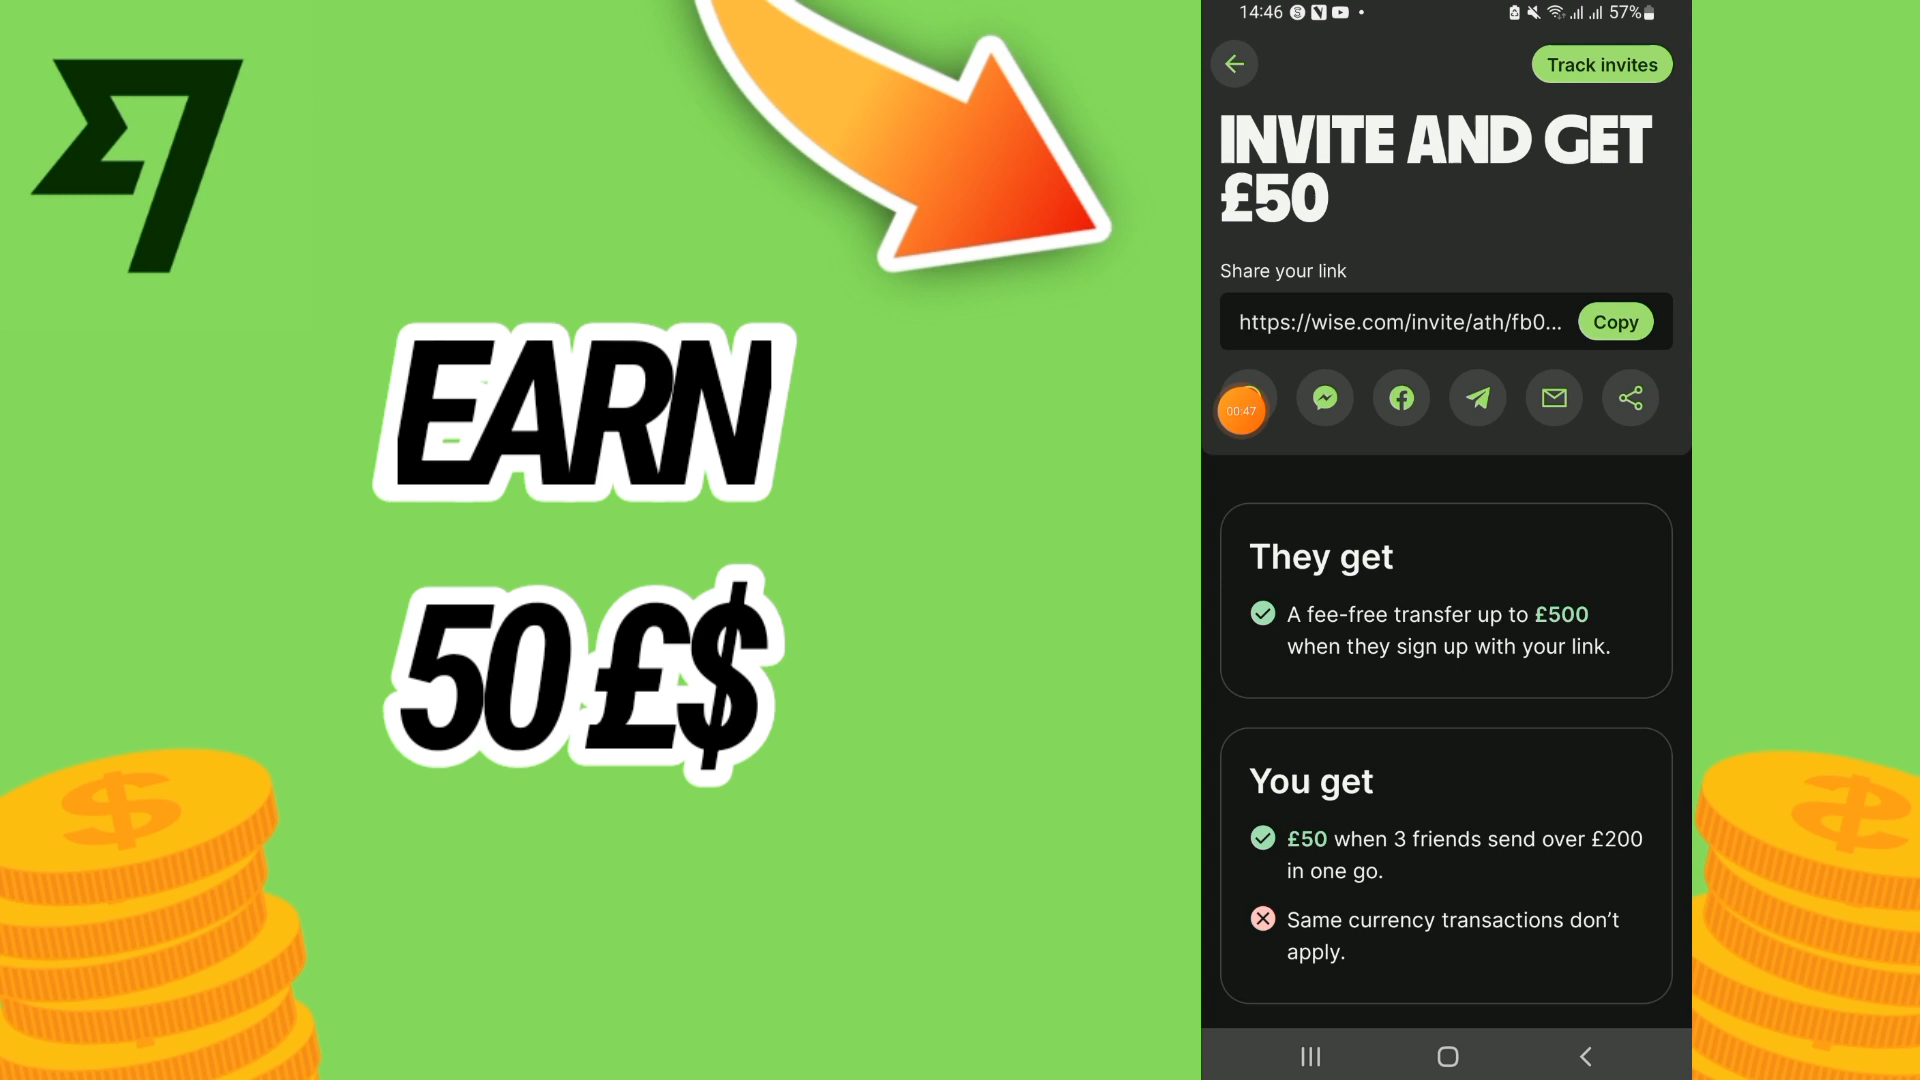 EARN
50 £$
14:46
57%
Track invites
INVITE AND GET
£50
Share your link
https://wise.com/invite/ath/fb0...
Copy
00:47
They get
A fee-free transfer up to £500
when they sign up with your link.
You get
£50 when 3 friends send over £200
in one go.
Same currency transactions don’t
apply.